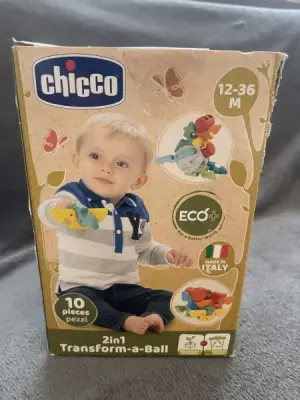 chicco
12-36
M
ECO+
MADE IN
ITALY
10
pieces
pezzi
2in1
Transform-a-Ball